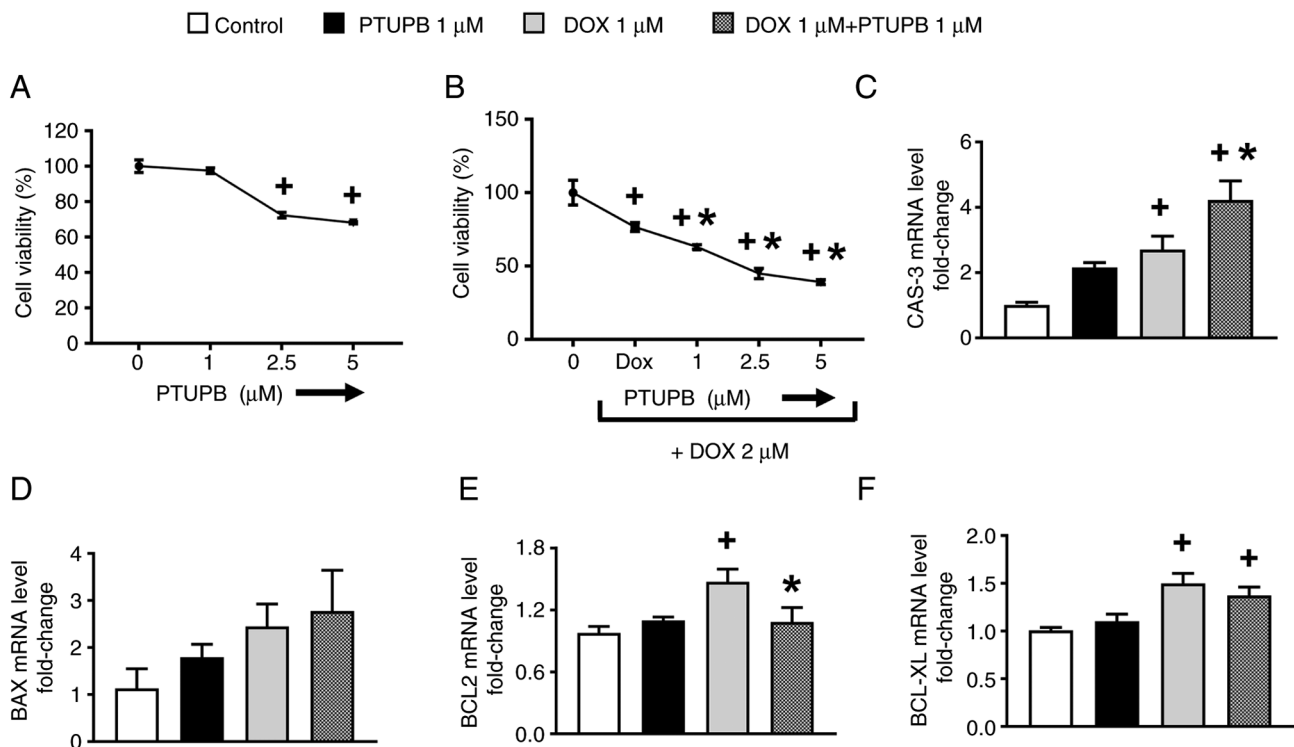 Control PTUPB 1 μM DOX 1 μM DOX 1 μM+PTUPB 1 μM
A
Cell viability (%)
120
100
80
60
40
20
0
+ +
0 1 2.5 5
PTUPB (μM)
B
Cell viability (%)
150
100
50
0
+ +* +* +*
0 Dox 1 2.5 5
PTUPB (μM)
+ DOX 2 μM
C
CAS-3 mRNA level
fold-change
6
4
2
0
+ +*
D
BAX mRNA level
fold-change
4
3
2
1
0
E
BCL2 mRNA level
fold-change
1.8
1.2
0.6
0.0
+ *
F
BCL-XL mRNA level
fold-change
2.0
1.5
1.0
0.5
0.0
+ +